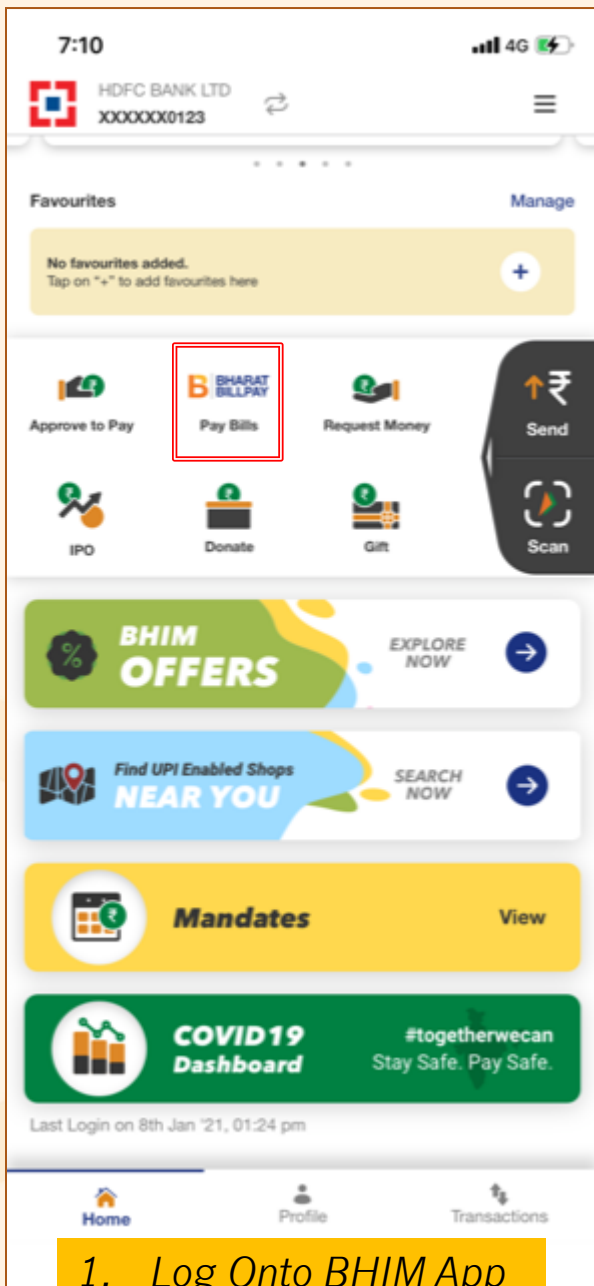 7:10 4G
HDFC BANK LTD
XXXXXX0123
Favourites Manage
No favourites added.
Tap on "+" to add favourites here
+
B BHARAT BILLPAY
Approve to Pay Pay Bills Request Money
↑₹
Send
IPO Donate Gift
Scan
%
BHIM
OFFERS
EXPLORE
NOW
Find UPI Enabled Shops
NEAR YOU
SEARCH
NOW
Mandates View
COVID19
Dashboard
#togetherwecan
Stay Safe. Pay Safe.
Last Login on 8th Jan '21, 01:24 pm
Home Profile Transactions
1. Log Onto BHIM App